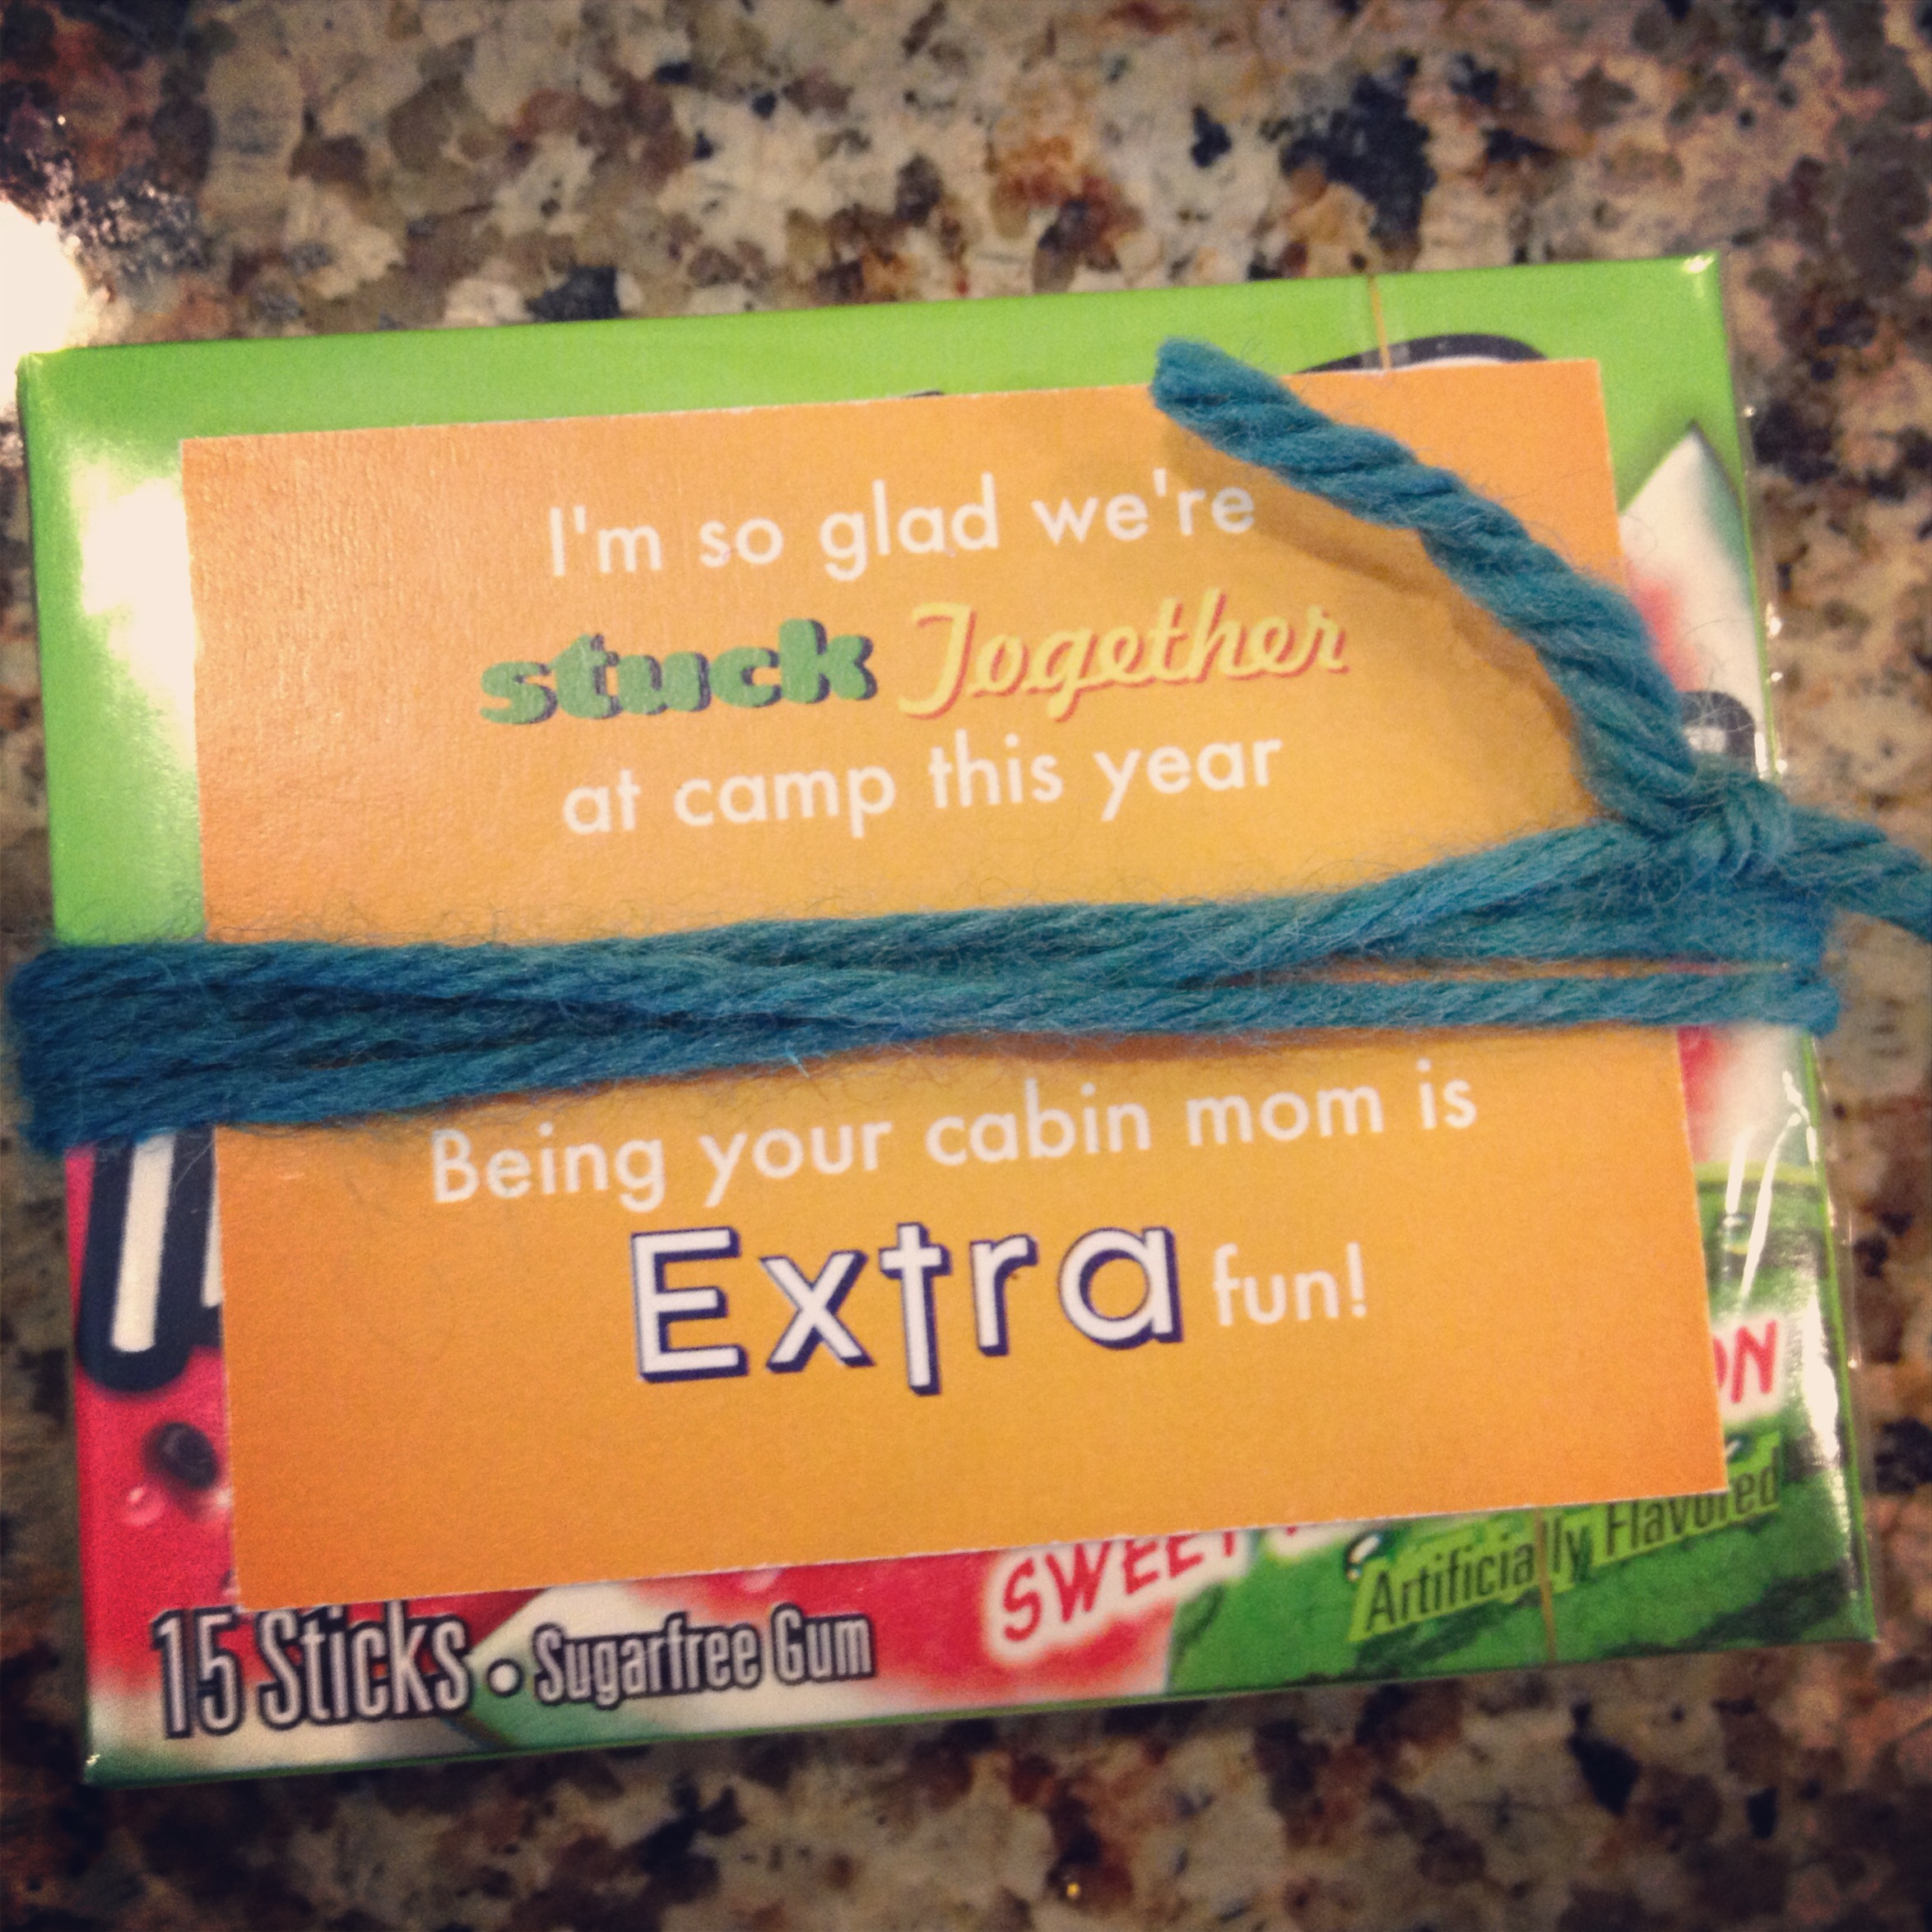 I'm so glad we're
stuck Together
at camp this year
Being your cabin mom is
Extra fun!
SWEET
Artificially Flavored
15 Sticks • Sugarfree Gum